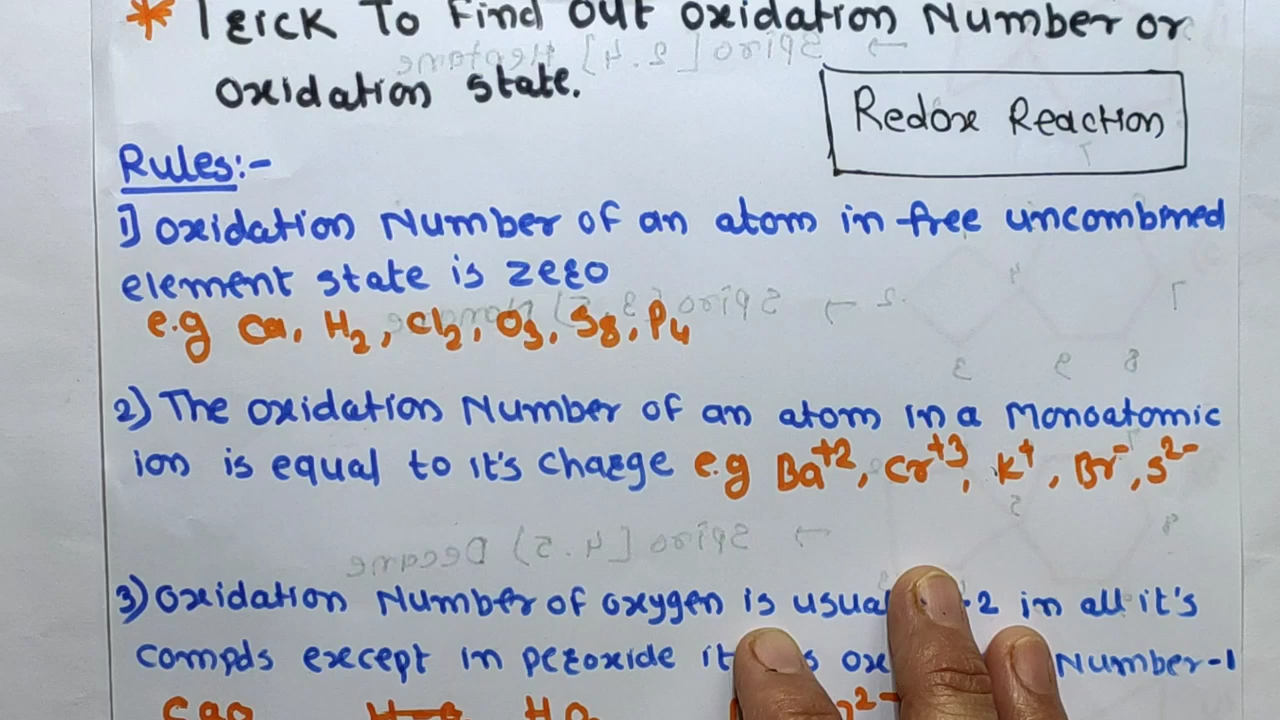 * Trick To Find Out Oxidation Number or
oxidation state.
Redox Reaction
Rules:-
1) Oxidation Number of an atom in free uncombined
element state is zero
e.g Ca, H2, Cl2, O3, S8, P4
2) The oxidation Number of an atom in a Monoatomic
ion is equal to it's charge e.g Ba+2, Cr+3, K+, Br-, S2-
3) Oxidation Number of oxygen is -2 in all it's
compds except in peroxide Number-1
CaO